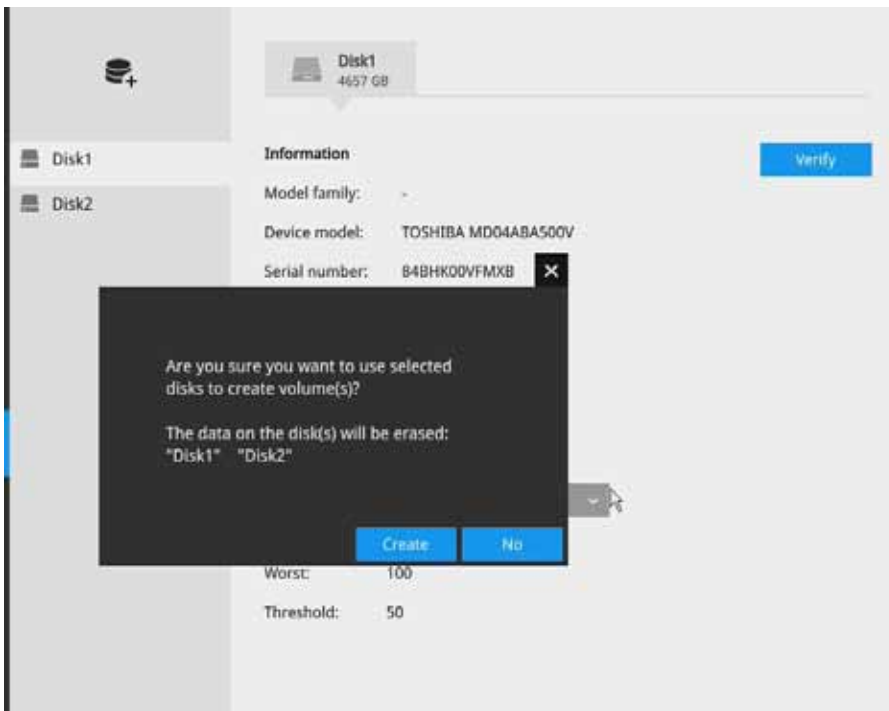 Disk1
4657 GB
Disk1
Disk2
Information
Verify
Model family: -
Device model: TOSHIBA MD04ABA500V
Serial number: 84BHK00VFMXB
Are you sure you want to use selected
disks to create volume(s)?
The data on the disk(s) will be erased:
"Disk1" "Disk2"
Create
No
Worst: 100
Threshold: 50